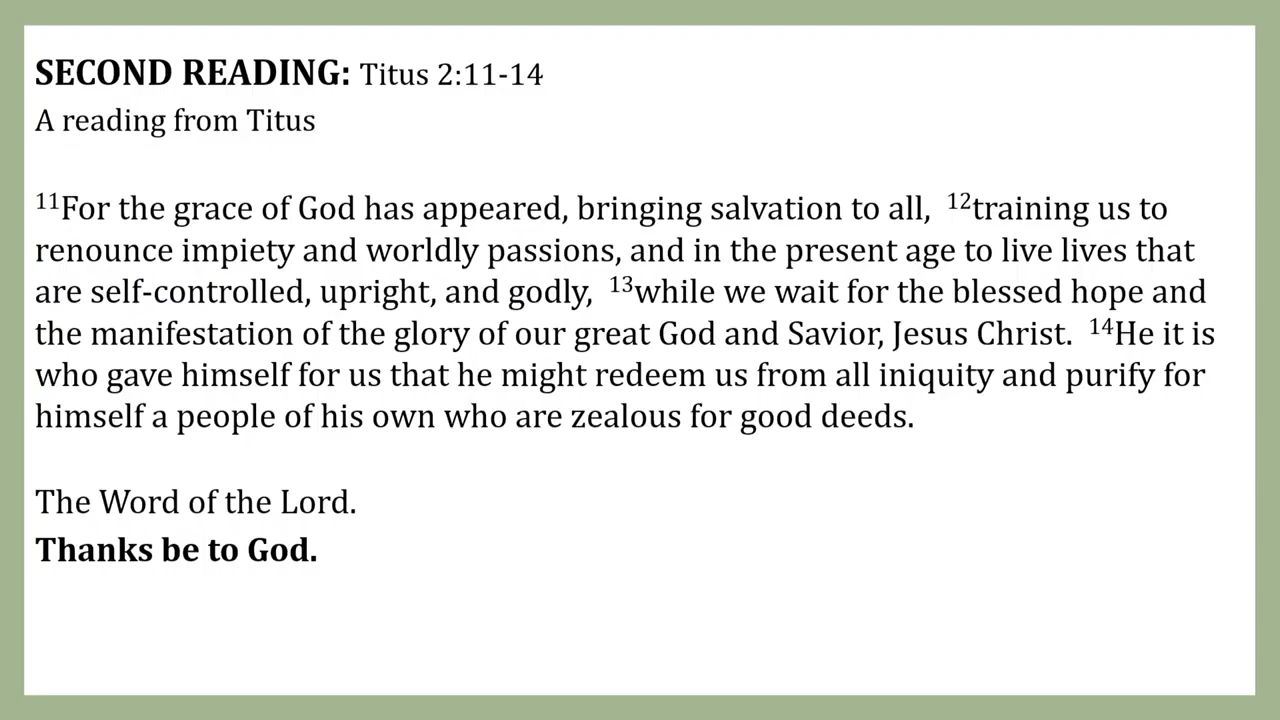 SECOND READING: Titus 2:11-14
A reading from Titus
¹¹For the grace of God has appeared, bringing salvation to all, ¹²training us to
renounce impiety and worldly passions, and in the present age to live lives that
are self-controlled, upright, and godly, ¹³while we wait for the blessed hope and
the manifestation of the glory of our great God and Savior, Jesus Christ. ¹⁴He it is
who gave himself for us that he might redeem us from all iniquity and purify for
himself a people of his own who are zealous for good deeds.
The Word of the Lord.
Thanks be to God.